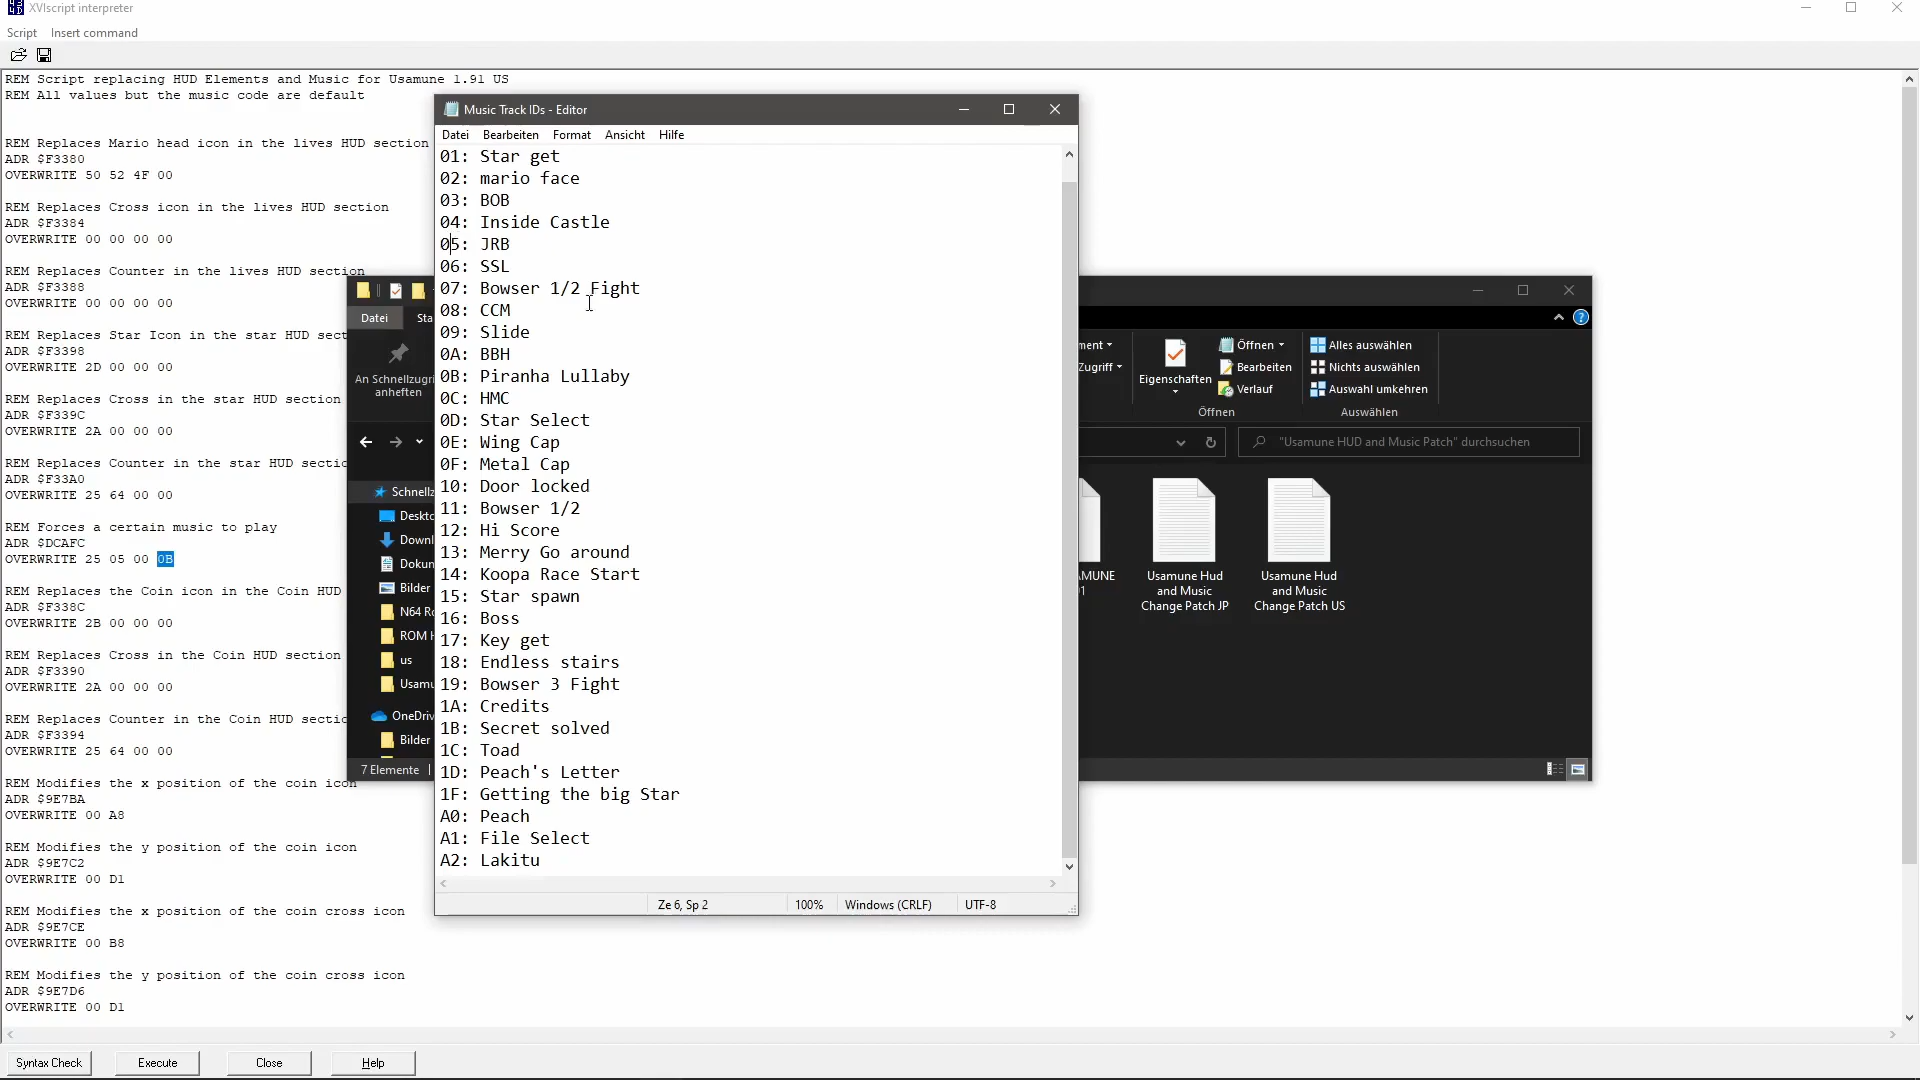 XVIscript interpreter
Script Insert command
REM Script replacing HUD Elements and Music for Usamune 1.91 US
REM All values but the music code are default
REM Replaces Mario head icon in the lives HUD section
ADR $F3380
OVERWRITE 50 52 4F 00
REM Replaces Cross icon in the lives HUD section
ADR $F3384
OVERWRITE 00 00 00 00
REM Replaces Counter in the lives HUD section
ADR $F3388
OVERWRITE 00 00 00 00
REM Replaces Star Icon in the star HUD sect
ADR $F3398
OVERWRITE 2D 00 00 00
REM Replaces Cross in the star HUD section
ADR $F339C
OVERWRITE 2A 00 00 00
REM Replaces Counter in the star HUD sectio
ADR $F33A0
OVERWRITE 25 64 00 00
REM Forces a certain music to play
ADR $DCAFC
OVERWRITE 25 05 00 0B
REM Replaces the Coin icon in the Coin HUD
ADR $F338C
OVERWRITE 2B 00 00 00
REM Replaces Cross in the Coin HUD section
ADR $F3390
OVERWRITE 2A 00 00 00
REM Replaces Counter in the Coin HUD sectio
ADR $F3394
OVERWRITE 25 64 00 00
REM Modifies the x position of the coin icon
ADR $9E7BA
OVERWRITE 00 A8
REM Modifies the y position of the coin icon
ADR $9E7C2
OVERWRITE 00 D1
REM Modifies the x position of the coin cross icon
ADR $9E7CE
OVERWRITE 00 B8
REM Modifies the y position of the coin cross icon
ADR $9E7D6
OVERWRITE 00 D1
Syntax Check Execute Close Help
Music Track IDs - Editor
Datei Bearbeiten Format Ansicht Hilfe
01: Star get
02: mario face
03: BOB
04: Inside Castle
05: JRB
06: SSL
07: Bowser 1/2 Fight
08: CCM
09: Slide
0A: BBH
0B: Piranha Lullaby
0C: HMC
0D: Star Select
0E: Wing Cap
0F: Metal Cap
10: Door locked
11: Bowser 1/2
12: Hi Score
13: Merry Go around
14: Koopa Race Start
15: Star spawn
16: Boss
17: Key get
18: Endless stairs
19: Bowser 3 Fight
1A: Credits
1B: Secret solved
1C: Toad
1D: Peach's Letter
1F: Getting the big Star
A0: Peach
A1: File Select
A2: Lakitu
Ze 6, Sp 2 100% Windows (CRLF) UTF-8
Datei Sta
An Schnellzugri
anheften
Schnellz
Deskto
Downl
Dokun
Bilder
N64 Ro
ROM H
us
Usamu
OneDriv
Bilder
7 Elemente
ment
Zugriff
Eigenschaften
Öffnen
Bearbeiten
Verlauf
Öffnen
Alles auswählen
Nichts auswählen
Auswahl umkehren
Auswählen
"Usamune HUD and Music Patch" durchsuchen
AMUNE
Usamune Hud
and Music
Change Patch JP
Usamune Hud
and Music
Change Patch US